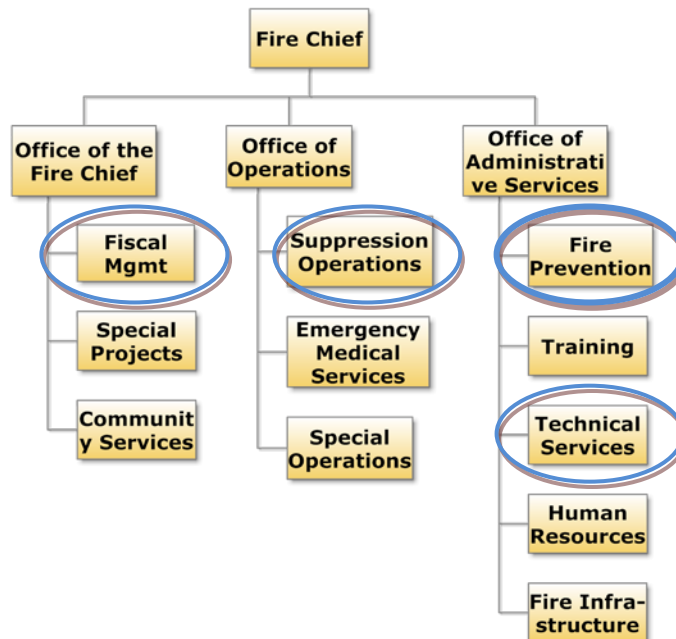 Fire Chief
Office of the
Fire Chief
Office of
Operations
Office of
Administrati
ve Services
Fiscal
Mgmt
Suppression
Operations
Fire
Prevention
Special
Projects
Emergency
Medical
Services
Training
Communit
y Services
Special
Operations
Technical
Services
Human
Resources
Fire Infra-
structure